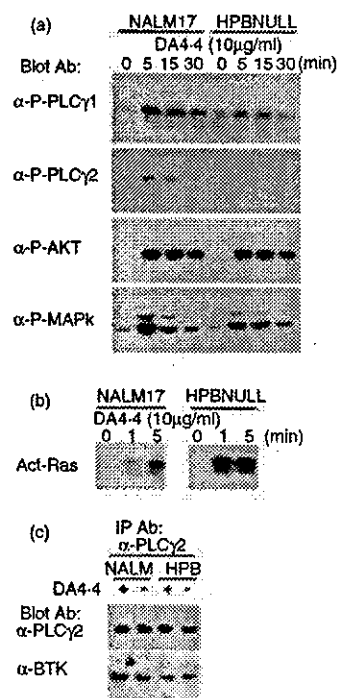 (a)
NALM17 HPBNULL
DA4-4 (10μg/ml)
Blot Ab: 0 5 15 30 0 5 15 30 (min)
α-P-PLCγ1
α-P-PLCγ2
α-P-AKT
α-P-MAPk
(b)
NALM17 HPBNULL
DA4-4 (10μg/ml)
0 1 5 0 1 5 (min)
Act-Ras
(c)
IP Ab:
α-PLCγ2
NALM HPB
DA4-4
Blot Ab:
α-PLCγ2
α-BTK